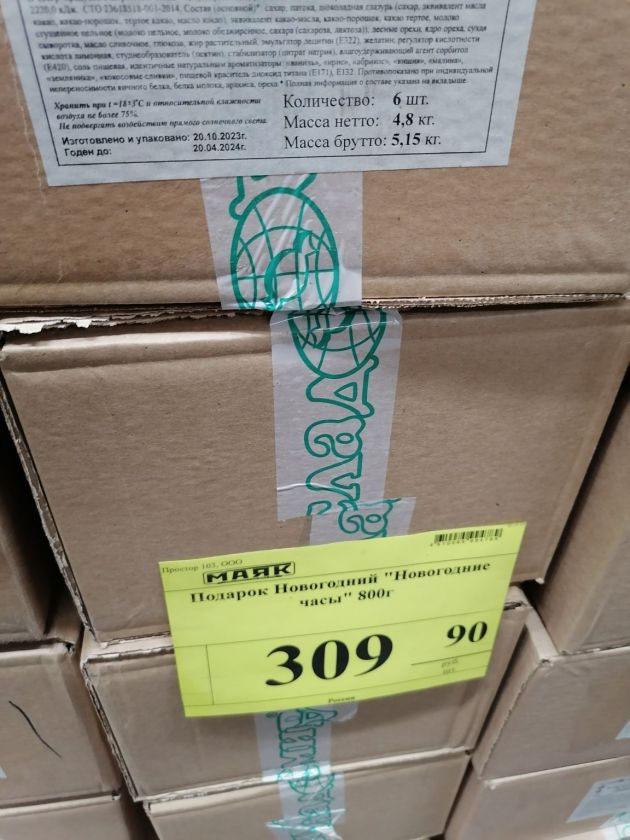 2220,0 кДж. СТО 23618518-001-2014. Состав (основной)* сахар, патока, шоколадная глазурь (сахар, эквивалент масла
какао, какао-порошок, тертое какао, масло какао), эквивалент какао-масла, какао-порошок, какао тертое, молоко
сгущенное цельное (молоко цельное, молоко обезжиренное, сахара (сахароза, лактоза)), лесные орехи, ядро ореха, сухая
сыворотка, масло сливочное, глюкоза, жир растительный, эмульгатор лецитин (Е322), желатин, регулятор кислотности
кислота лимонная, студнеобразователь (пектин), стабилизатор (цитрат натрия), влагоудерживающий агент сорбитол
(Е420), соль пищевая, идентичные натуральным ароматизаторы «ваниль», «ирис», «абрикос», «вишня», «малина»,
«земляника», «кокосовые сливки», пищевой краситель диоксид титана (Е171), Е132. Противопоказано при индивидуальной
непереносимости яичного белка, белка молока, арахиса, ореха * Полная информация о составе указана на вкладыше.
Хранить при t =18±3°С и относительной влажности
воздуха не более 75%.
Не подвергать воздействию прямого солнечного света.
Изготовлено и упаковано: 20.10.2023г.
Годен до: 20.04.2024г.
Количество: 6 шт.
Масса нетто: 4,8 кг.
Масса брутто: 5,15 кг.
Простор 103, ООО
МАЯК
Подарок Новогодний "Новогодние
часы" 800г
309 90
руб.
шт.
Россия